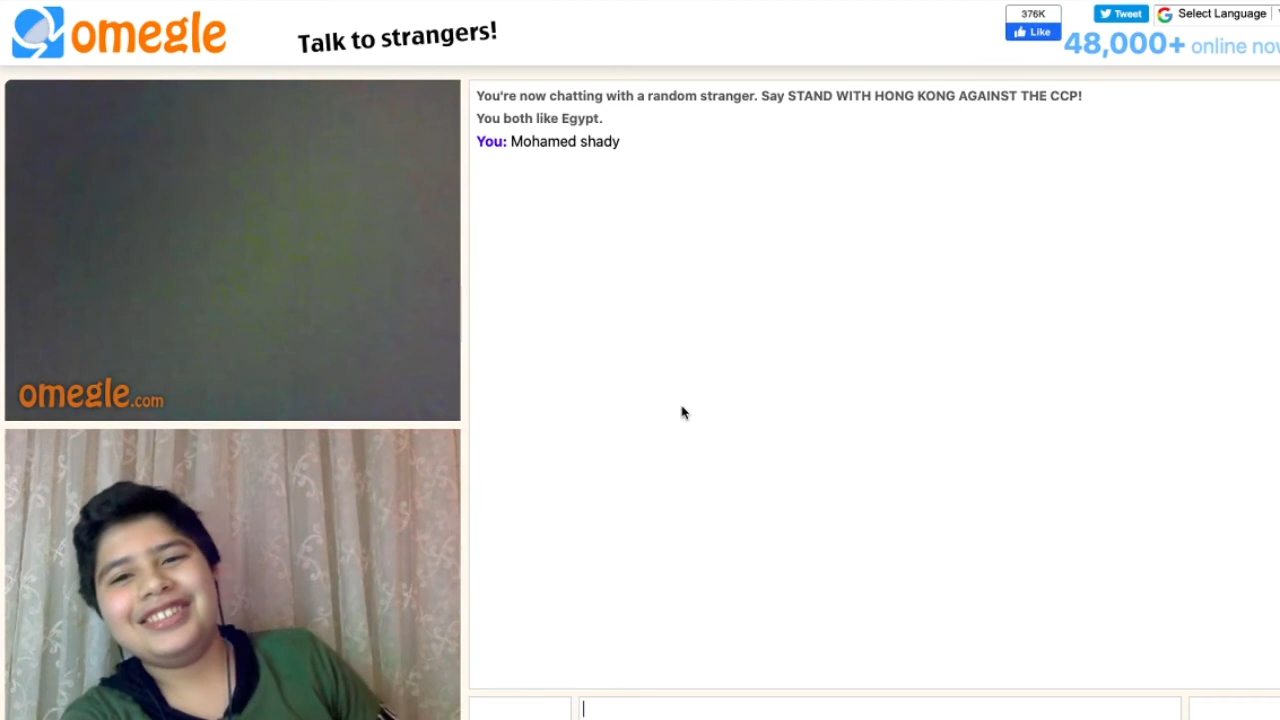 omegle
Talk to strangers!
376K
Like
Tweet
Select Language
48,000+ online now
You're now chatting with a random stranger. Say STAND WITH HONG KONG AGAINST THE CCP!
You both like Egypt.
You: Mohamed shady
omegle.com